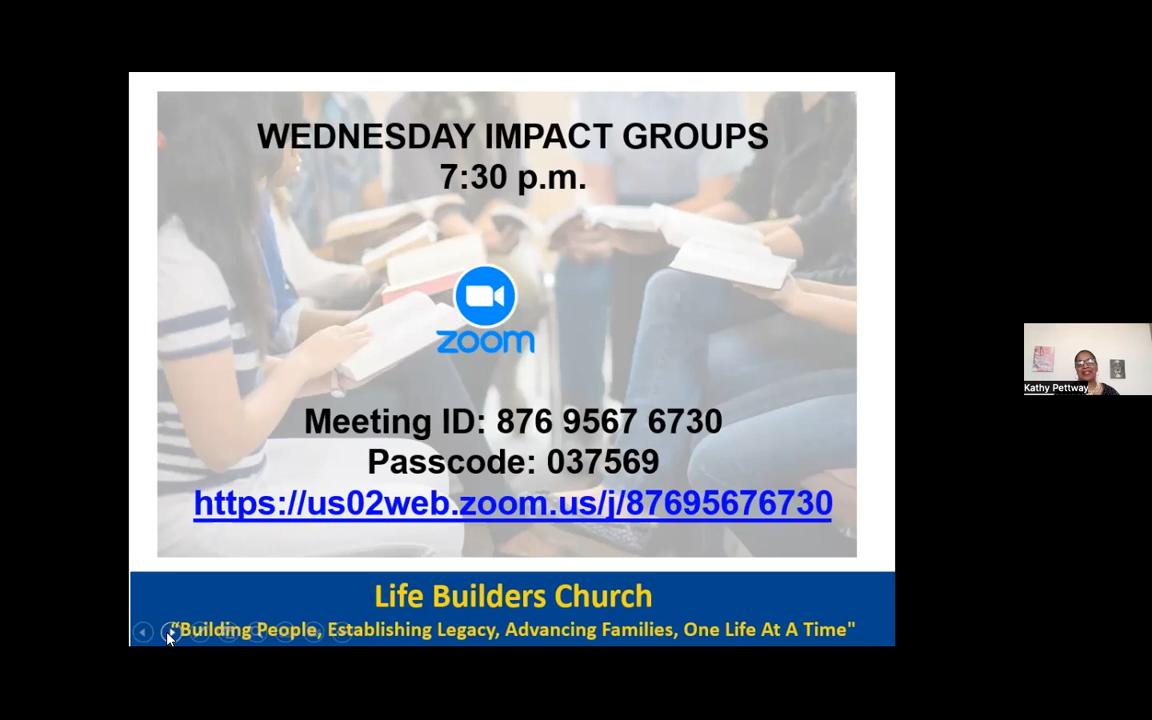 WEDNESDAY IMPACT GROUPS
7:30 p.m.
zoom
Meeting ID: 876 9567 6730
Passcode: 037569
https://us02web.zoom.us/j/87695676730
Kathy Pettway
Life Builders Church
“Building People, Establishing Legacy, Advancing Families, One Life At A Time"